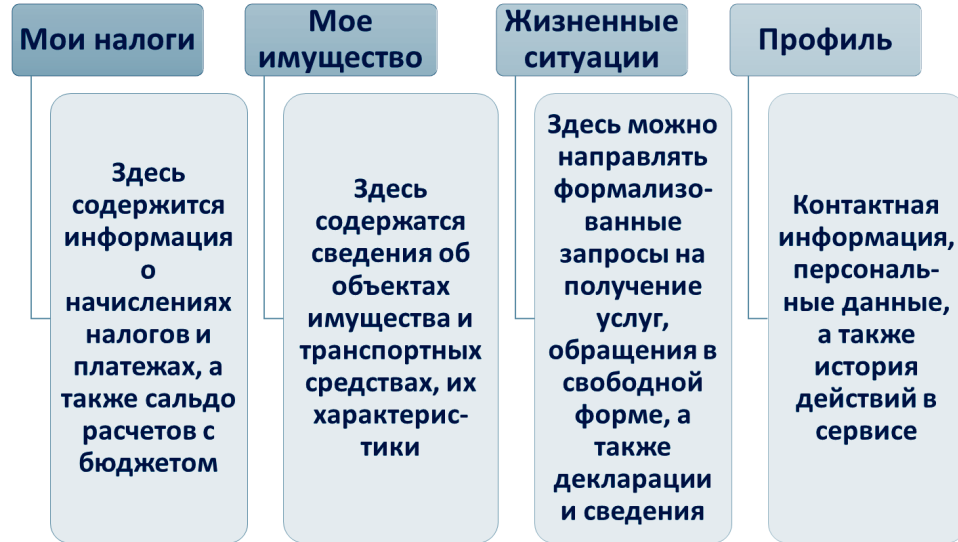 Мои налоги
Здесь
содержится
информация
о
начислениях
налогов и
платежах, а
также сальдо
расчетов с
бюджетом
Мое
имущество
Здесь
содержатся
сведения об
объектах
имущества и
транспортных
средствах, их
характерис-
тики
Жизненные
ситуации
Здесь можно
направлять
формализо-
ванные
запросы на
получение
услуг,
обращения в
свободной
форме, а
также
декларации
и сведения
Профиль
Контактная
информация,
персональ-
ные данные,
а также
история
действий в
сервисе